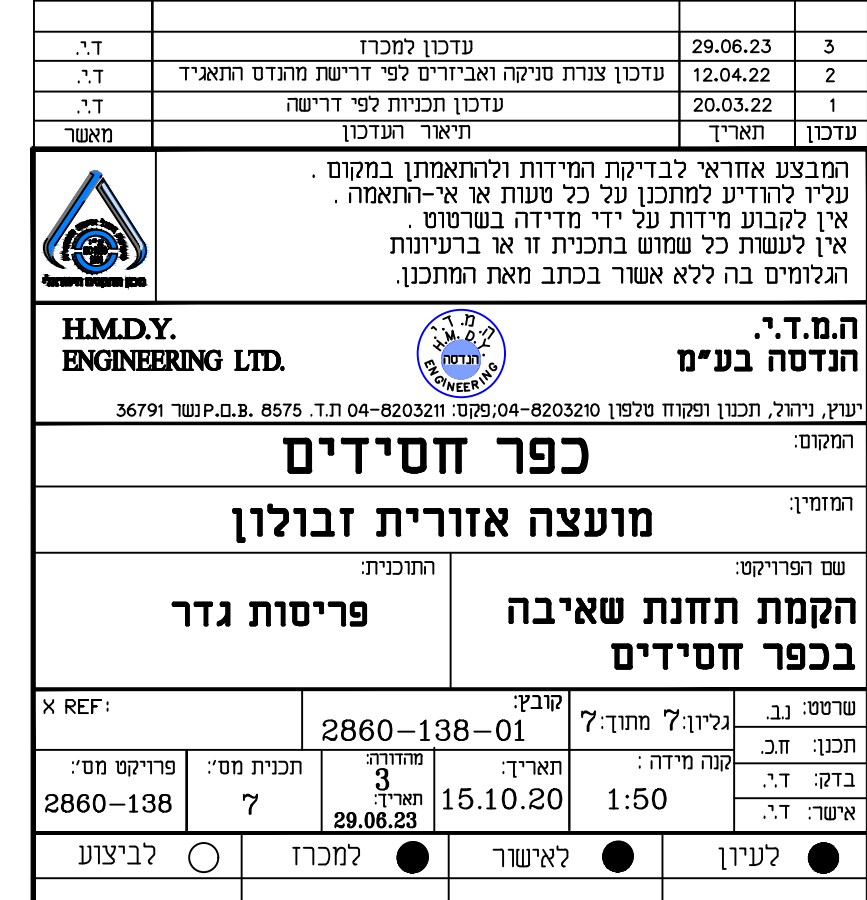 3 29.06.23 עדכון למכרז ד.י.
2 12.04.22 עדכון צנרת סניקה ואביזרים לפי דרישת מהנדס התאגיד ד.י.
1 20.03.22 עדכון תכניות לפי דרישה ד.י.
עדכון תאריך תיאור העדכון מאשר
המבצע אחראי לבדיקת המידות ולהתאמתן במקום .
עליו להודיע למתכנן על כל טעות או אי-התאמה .
אין לקבוע מידות על ידי מדידה בשרטוט .
אין לעשות כל שמוש בתכנית זו או ברעיונות
הגלומים בה ללא אשור בכתב מאת המתכנן.
מכון התקנים הישראלי
ה.מ.ד.י.
הנדסה בע"מ
ה.מ.ד.י.
H.M.D.Y.
הנדסה
ENGINEERING
H.M.D.Y.
ENGINEERING LTD.
יעוץ, ניהול, תכנון ופקוח טלפון 04-8203210;פקס: 04-8203211 ת.ד. 8575 P.O.B. נשר 36791
המקום:
כפר חסידים
המזמין:
מועצה אזורית זבולון
שם הפרויקט:
הקמת תחנת שאיבה
בכפר חסידים
התוכנית:
פריסות גדר
שרטט: נ.ב.
תכנן: ח.כ.
בדק: ד.י.
אישר: ד.י.
גליון:7 מתוך:7
קובץ:
2860-138-01
X REF:
קנה מידה :
1:50
תאריך:
15.10.20
מהדורה:
3
תאריך:
29.06.23
תכנית מס':
7
פרויקט מס':
2860-138
לעיון לאישור למכרז לביצוע